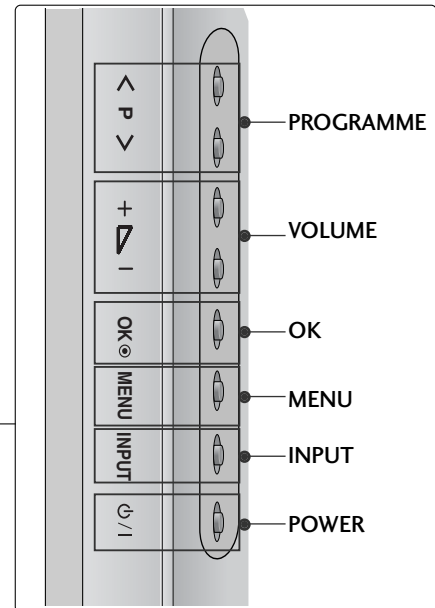 < P >
PROGRAMME
+ -
VOLUME
OK
OK
MENU
MENU
INPUT
INPUT
⏻/I
POWER